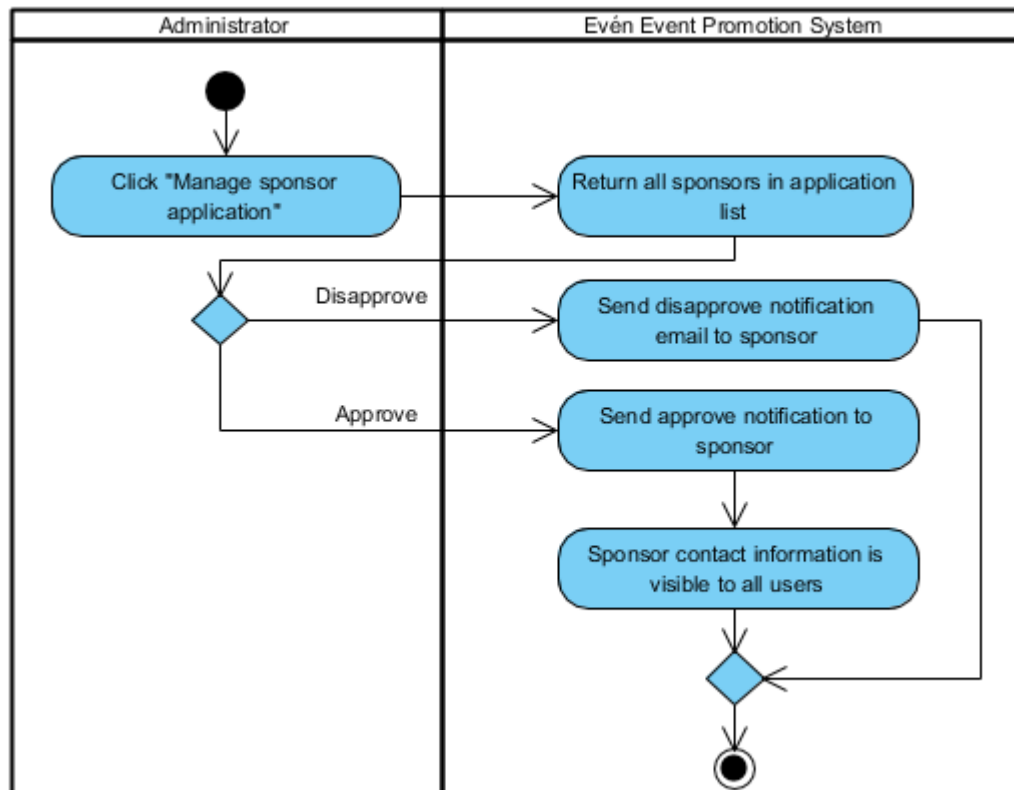 Administrator
Evén Event Promotion System
Click "Manage sponsor
application"
Return all sponsors in application
list
Disapprove
Send disapprove notification
email to sponsor
Approve
Send approve notification to
sponsor
Sponsor contact information is
visible to all users